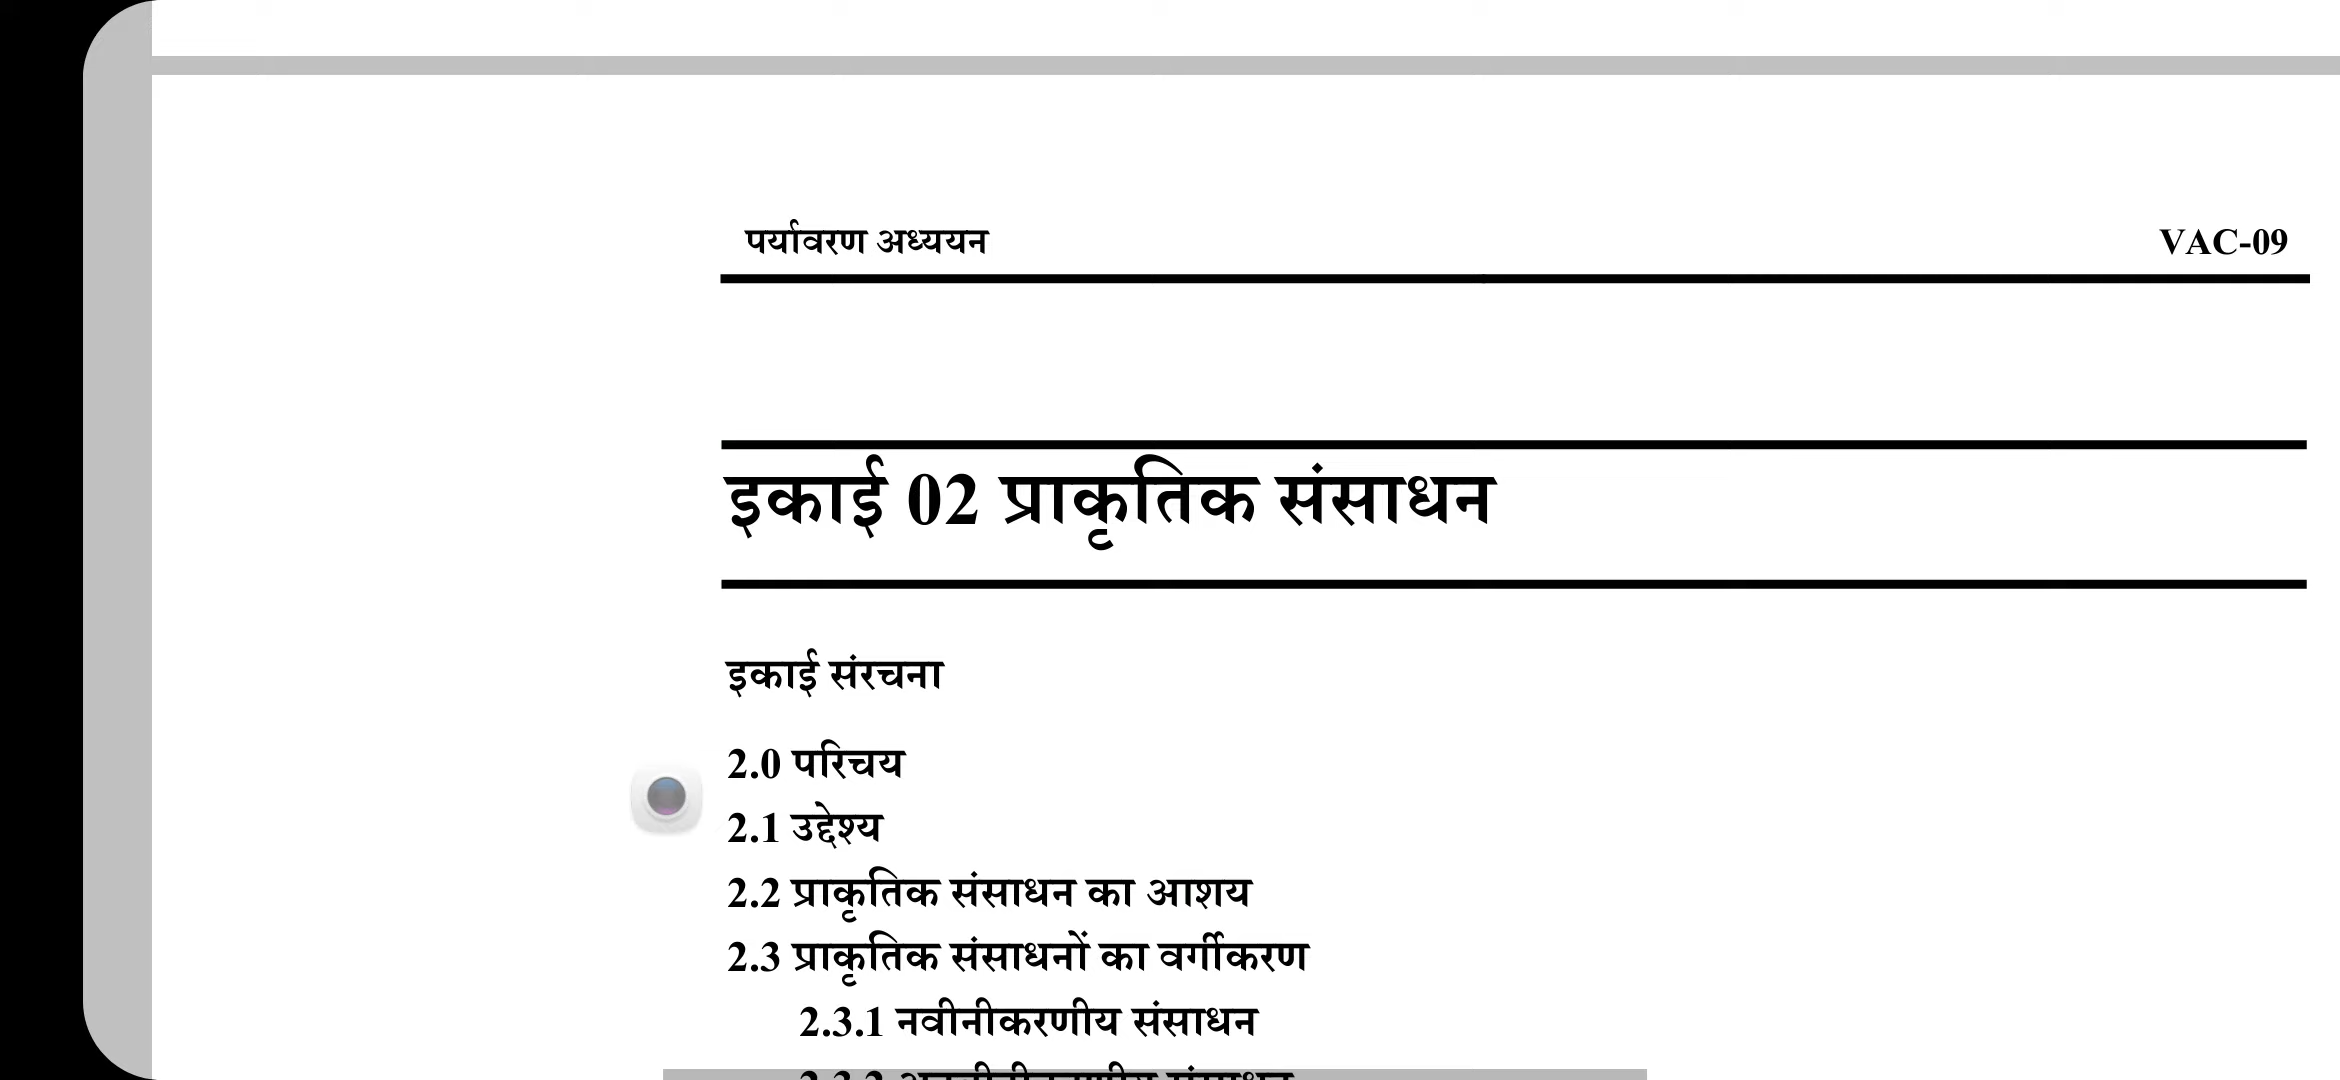 पर्यावरण अध्ययन VAC-09
इकाई 02 प्राकृतिक संसाधन
इकाई संरचना
2.0 परिचय
2.1 उद्देश्य
2.2 प्राकृतिक संसाधन का आशय
2.3 प्राकृतिक संसाधनों का वर्गीकरण
2.3.1 नवीनीकरणीय संसाधन